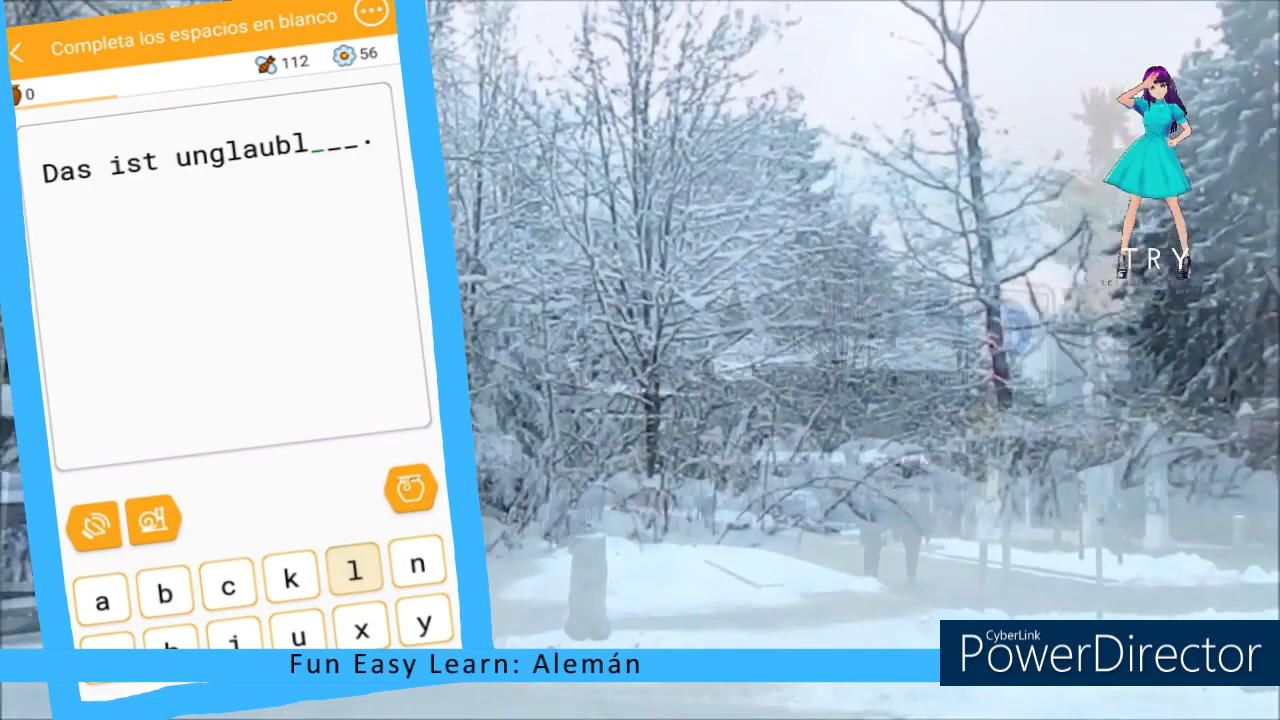 Completa los espacios en blanco
0
112
56
Das ist unglaubl___.
a b c k l n
h i u x y
TRY
Fun Easy Learn: Alemán
CyberLink
PowerDirector